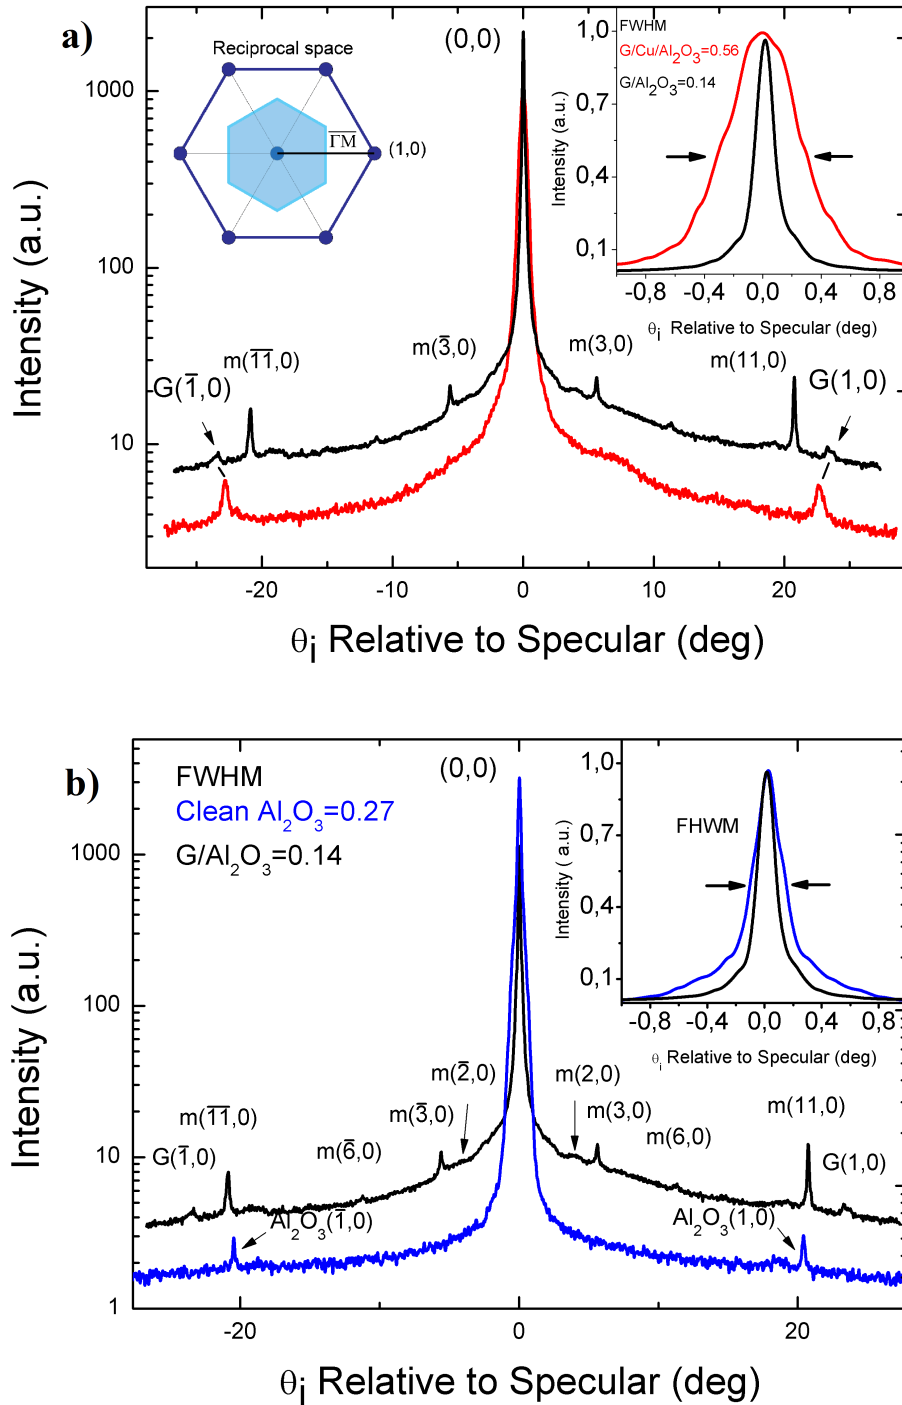 a)
Reciprocal space
Γ̅M̅
(1,0)
(0,0)
FWHM
G/Cu/Al₂O₃=0.56
G/Al₂O₃=0.14
Intensity (a.u.)
1,0
0,7
0,4
0,1
-0,8 -0,4 0,0 0,4 0,8
θᵢ Relative to Specular (deg)
1000
100
10
Intensity (a.u.)
G(1̅,0)
m(1̅1̅,0)
m(3̅,0)
m(3,0)
m(11,0)
G(1,0)
-20 -10 0 10 20
θᵢ Relative to Specular (deg)
b)
FWHM
Clean Al₂O₃=0.27
G/Al₂O₃=0.14
(0,0)
FHWM
Intensity ( a.u.)
1,0
0,7
0,4
0,1
-0,8 -0,4 0,0 0,4 0,8
θᵢ Relative to Specular (deg)
1000
100
10
1
Intensity (a.u.)
G(1̅,0)
m(1̅1̅,0)
m(6̅,0)
m(3̅,0)
m(2̅,0)
m(2,0)
m(3,0)
m(6,0)
m(11,0)
G(1,0)
Al₂O₃(1̅,0)
Al₂O₃(1,0)
-20 0 20
θᵢ Relative to Specular (deg)